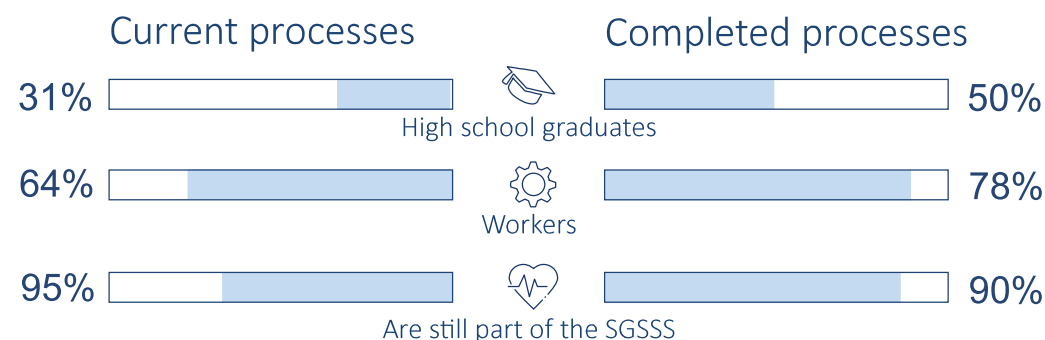 Current processes Completed processes
31% 50%
High school graduates
64% 78%
Workers
95% 90%
Are still part of the SGSSS